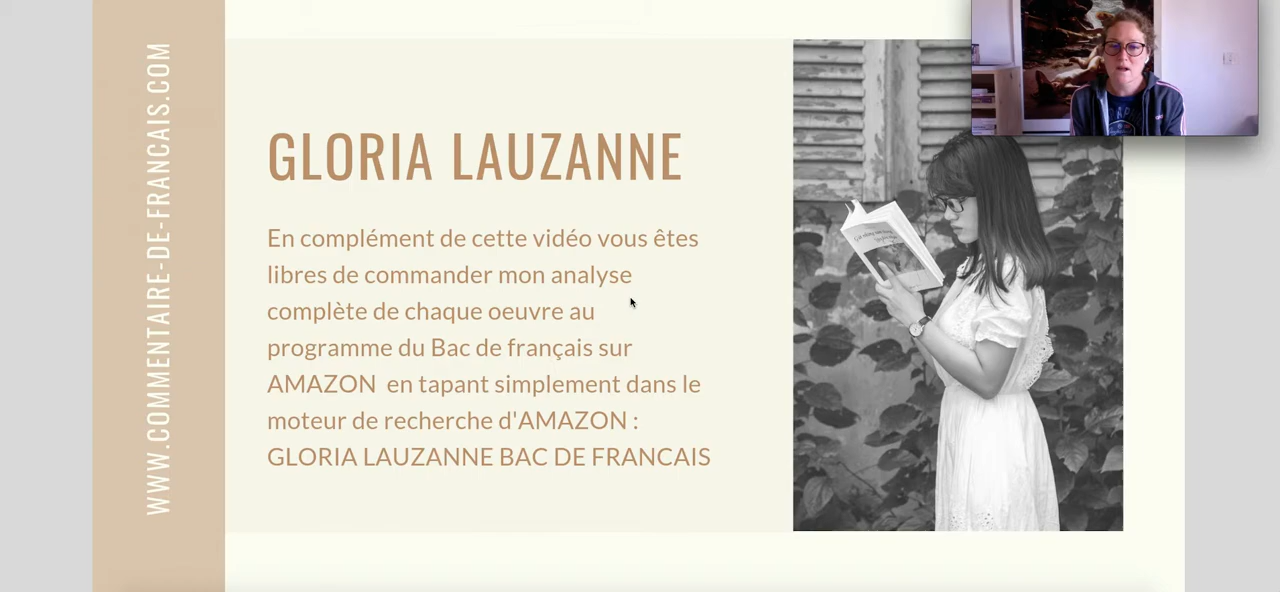 WWW.COMMENTAIRE-DE-FRANCAIS.COM
GLORIA LAUZANNE
En complément de cette vidéo vous êtes
libres de commander mon analyse
complète de chaque oeuvre au
programme du Bac de français sur
AMAZON en tapant simplement dans le
moteur de recherche d'AMAZON :
GLORIA LAUZANNE BAC DE FRANCAIS